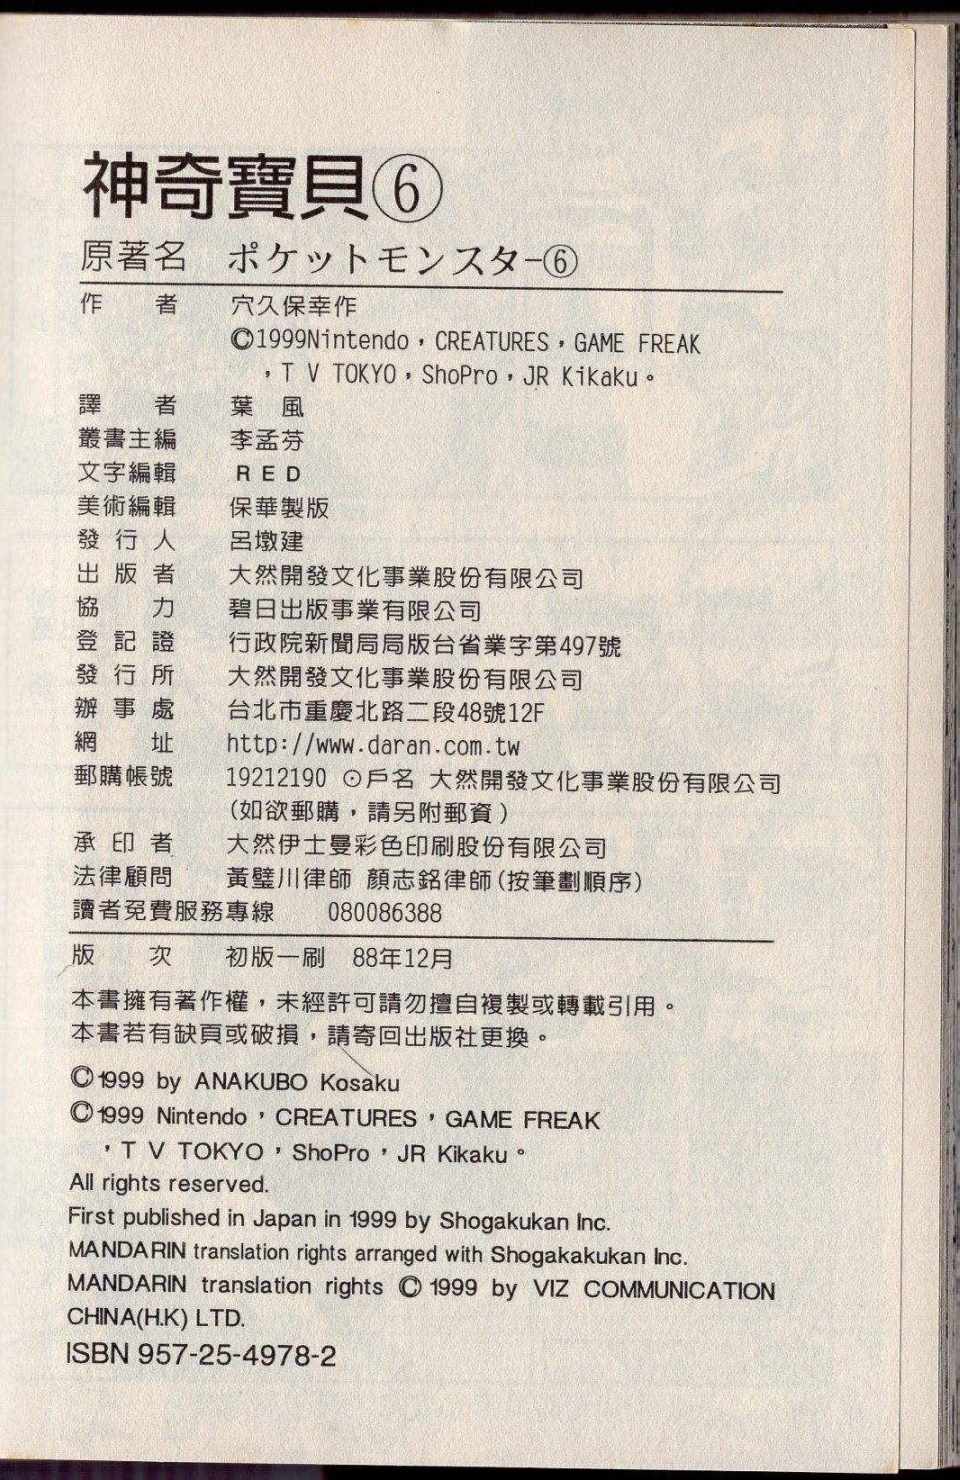 神奇寶貝⑥
原著名 ポケットモンスター⑥
作者 穴久保幸作
©1999Nintendo，CREATURES，GAME FREAK
，T V TOKYO，ShoPro，JR KiKaKu。
譯者 葉風
叢書主編 李孟芬
文字編輯 RED
美術編輯 保華製版
發行人 呂墩建
出版者 大然開發文化事業股份有限公司
協力 碧日出版事業有限公司
登記證 行政院新聞局局版台省業字第497號
發行所 大然開發文化事業股份有限公司
辦事處 台北市重慶北路二段48號12F
網址 http://www.daran.com.tw
郵購帳號 19212190 ⊙戶名 大然開發文化事業股份有限公司
(如欲郵購，請另附郵資)
承印者 大然伊士曼彩色印刷股份有限公司
法律顧問 黃璧川律師 顏志銘律師(按筆劃順序)
讀者免費服務專線 080086388
版次 初版一刷 88年12月
本書擁有著作權，未經許可請勿擅自複製或轉載引用。
本書若有缺頁或破損，請寄回出版社更換。
©1999 by ANAKUBO Kosaku
©1999 Nintendo，CREATURES，GAME FREAK
，T V TOKYO，ShoPro，JR Kikaku。
All rights reserved.
First published in Japan in 1999 by Shogakukan Inc.
MANDARIN translation rights arranged with Shogakakukan Inc.
MANDARIN translation rights © 1999 by VIZ COMMUNICATION
CHINA(H.K) LTD.
ISBN 957-25-4978-2